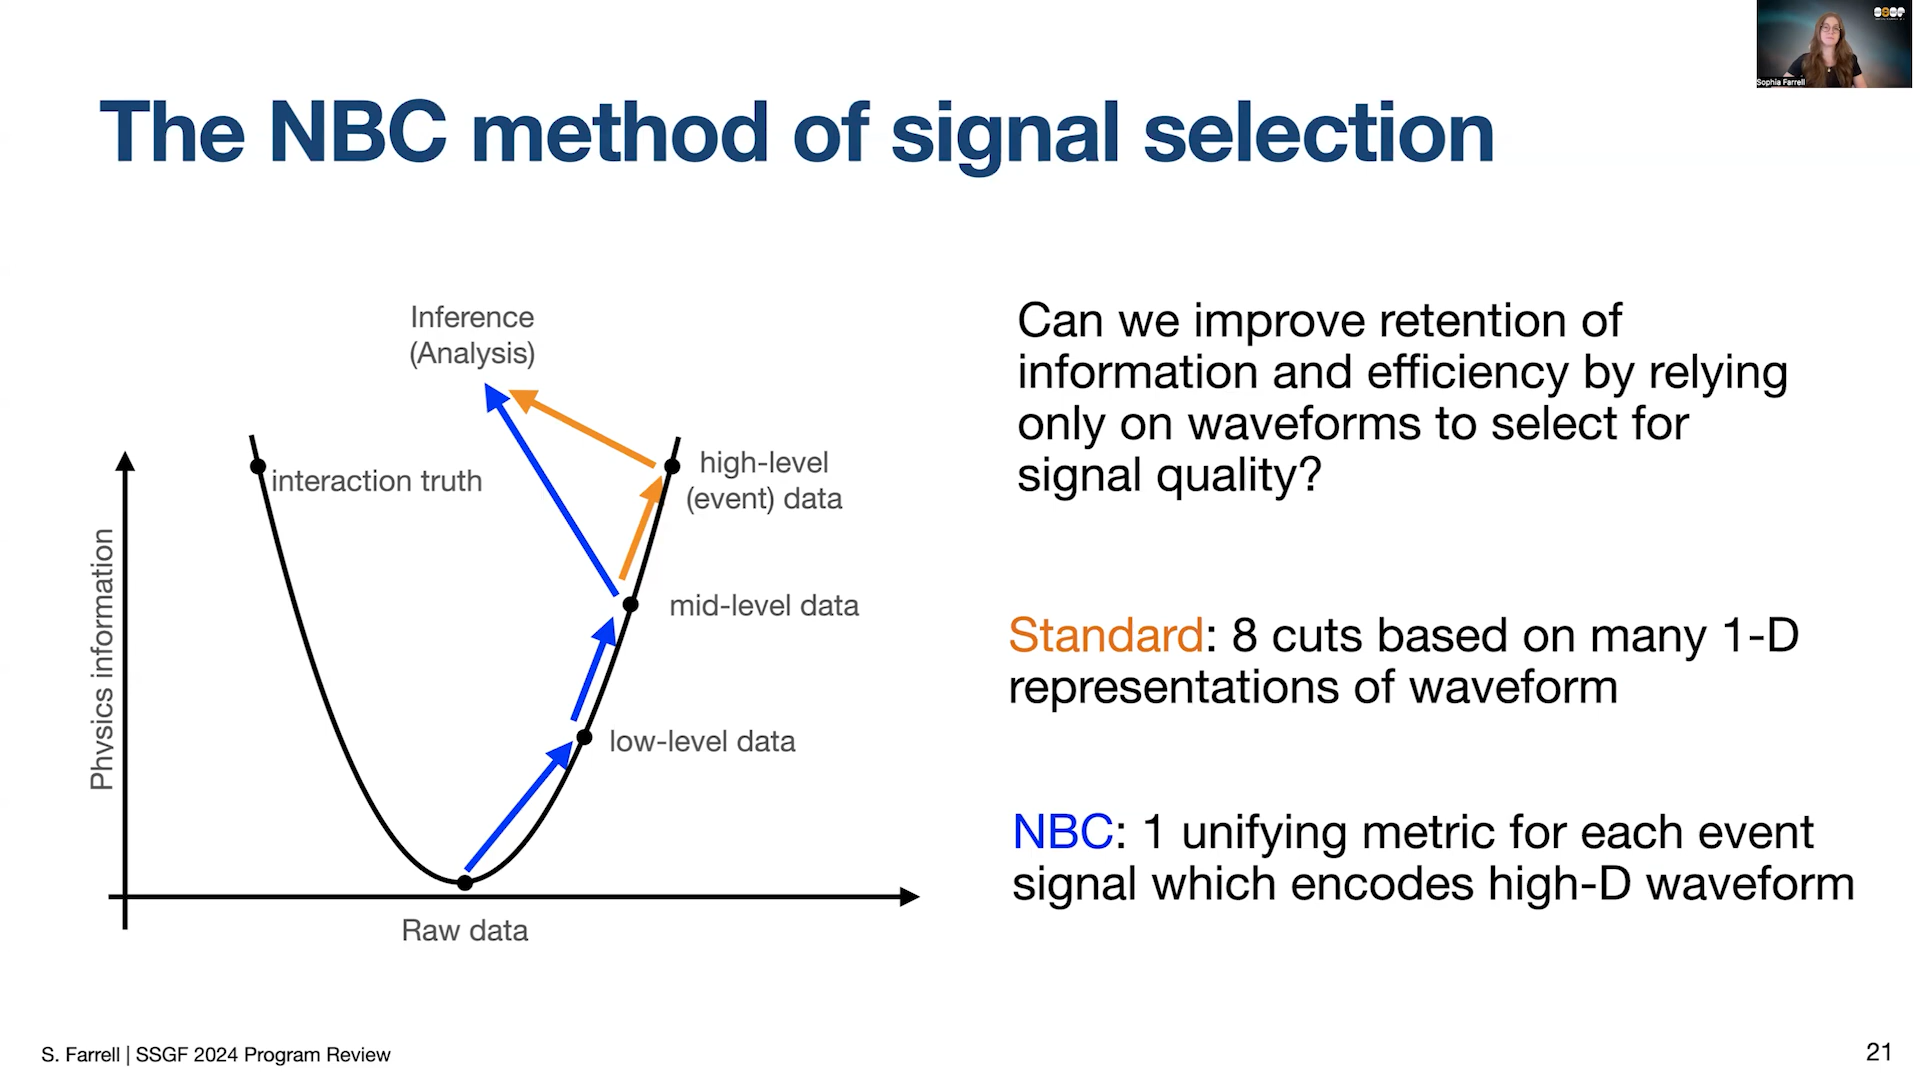 Sophia Farrell
The NBC method of signal selection
Inference
(Analysis)
interaction truth
high-level
(event) data
mid-level data
low-level data
Physics information
Raw data
Can we improve retention of
information and efficiency by relying
only on waveforms to select for
signal quality?
Standard: 8 cuts based on many 1-D
representations of waveform
NBC: 1 unifying metric for each event
signal which encodes high-D waveform
S. Farrell | SSGF 2024 Program Review
21